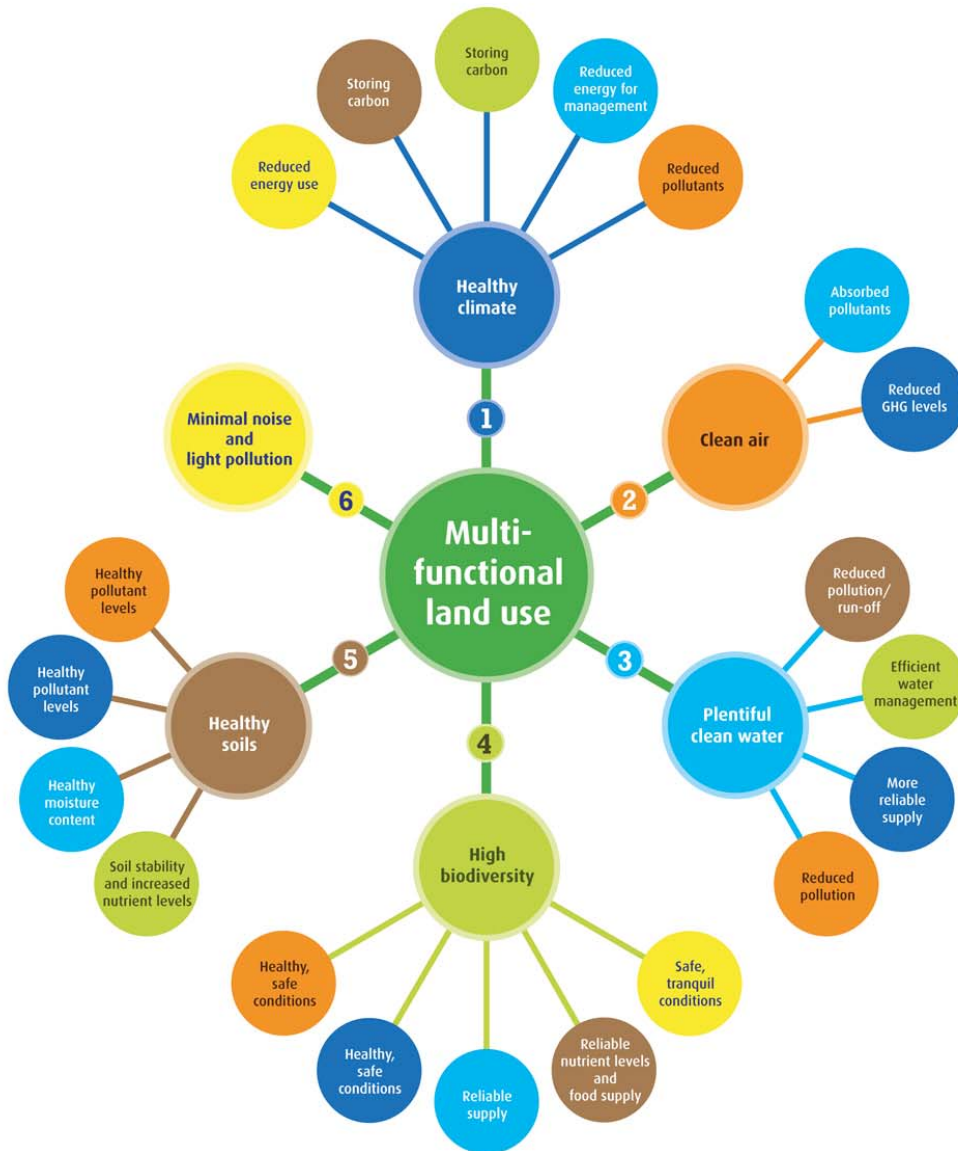 Storing
carbon
Storing
carbon
Reduced
energy for
management
Reduced
energy use
Reduced
pollutants
Healthy
climate
Absorbed
pollutants
Reduced
GHG levels
Clean air
Minimal noise
and
light pollution
1
2
3
4
5
6
Multi-
functional
land use
Reduced
pollution/
run-off
Efficient
water
management
More
reliable
supply
Reduced
pollution
Plentiful
clean water
Healthy
pollutant
levels
Healthy
pollutant
levels
Healthy
moisture
content
Soil stability
and increased
nutrient levels
Healthy
soils
High
biodiversity
Healthy,
safe
conditions
Healthy,
safe
conditions
Reliable
supply
Reliable
nutrient levels
and
food supply
Safe,
tranquil
conditions